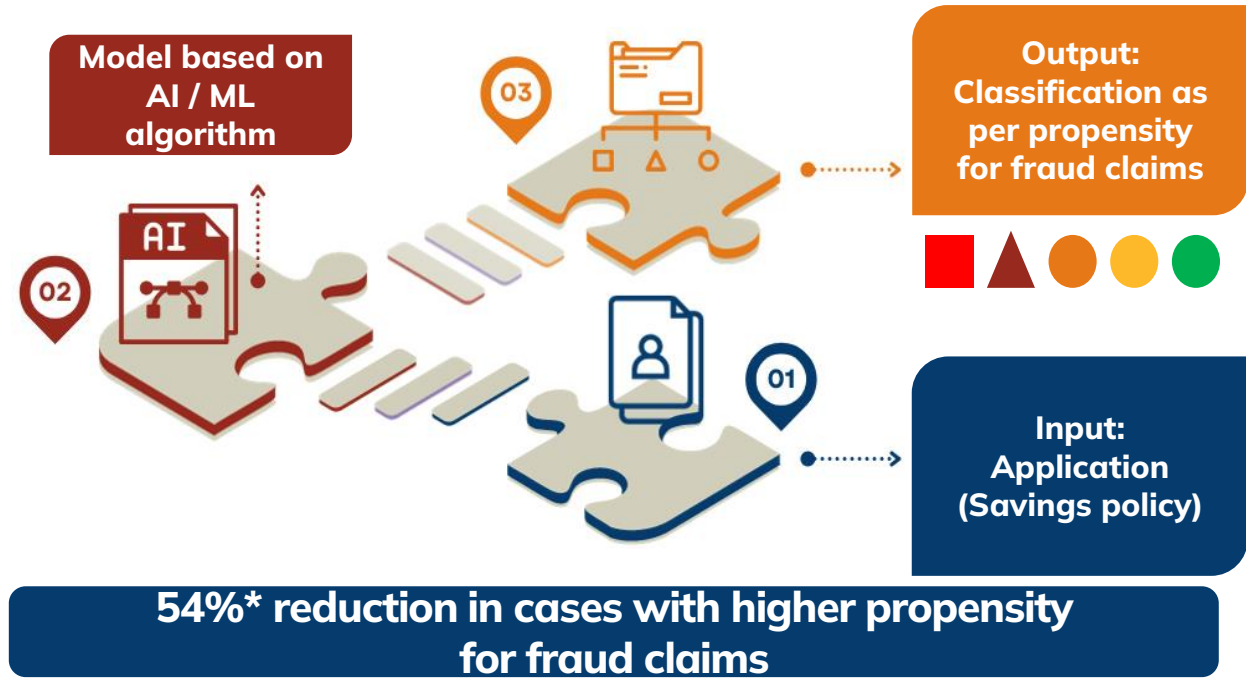 Model based on
AI / ML
algorithm
03
Output:
Classification as
per propensity
for fraud claims
AI
02
01
Input:
Application
(Savings policy)
54%* reduction in cases with higher propensity
for fraud claims